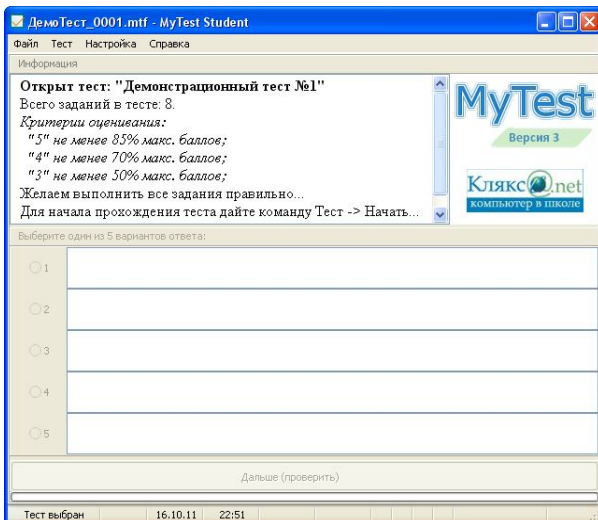 ДемоТест_0001.mtf - MyTest Student
Файл Тест Настройка Справка
Информация
Открыт тест: "Демонстрационный тест №1"
Всего заданий в тесте: 8.
Критерии оценивания:
"5" не менее 85% макс. баллов;
"4" не менее 70% макс. баллов;
"3" не менее 50% макс. баллов;
Желаем выполнить все задания правильно...
Для начала прохождения теста дайте команду Тест -> Начать...
MyTest
Версия 3
Клякс@.net
компьютер в школе
Выберите один из 5 вариантов ответа:
1
2
3
4
5
Дальше (проверить)
Тест выбран 16.10.11 22:51